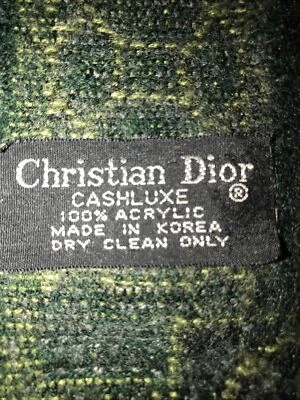 Christian Dior ®
CASHLUXE
100% ACRYLIC
MADE IN KOREA
DRY CLEAN ONLY